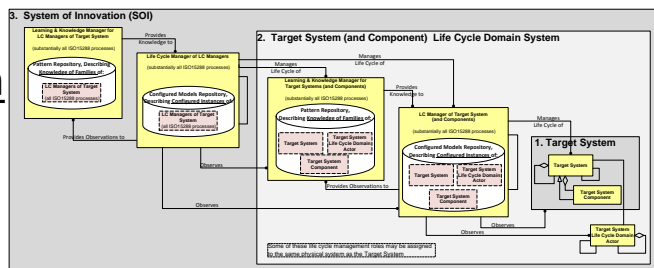 3. System of Innovation (SOI)
Learning & Knowledge Manager for
LC Managers of Target System
(substantially all ISO15288 processes)
Pattern Repository, Describing
Knowledge of Families of:
LC Managers of Target
System
(all ISO15288 processes)
Provides
Knowledge to
Provides Observations to
Life Cycle Manager of LC Managers
(substantially all ISO15288 processes)
Configured Models Repository,
Describing Configured Instances of:
LC Managers of Target
System
Manages
Life Cycle of
Manages
Life Cycle of
Observes
Observes
2. Target System (and Component) Life Cycle Domain System
Learning & Knowledge Manager for
Target Systems (and Components)
(substantially all ISO15288 processes)
Pattern Repository,
Describing Knowledge of Families of:
Target System
Target System
Life Cycle Domain
Actor
Target System
Component
Provides
Knowledge to
Provides Observations to
LC Manager of Target System
(and Components)
(substantially all ISO15288 processes)
Configured Models Repository,
Describing Configured Instances of:
Target System
Target System
Life Cycle Domain
Actor
Target System
Component
Manages
Life Cycle of
Observes
Observes
1. Target System
Target System
Target System
Component
Target System
Life Cycle Domain
Actor
Some of these life cycle management roles may be assigned
to the same physical system as the Target System